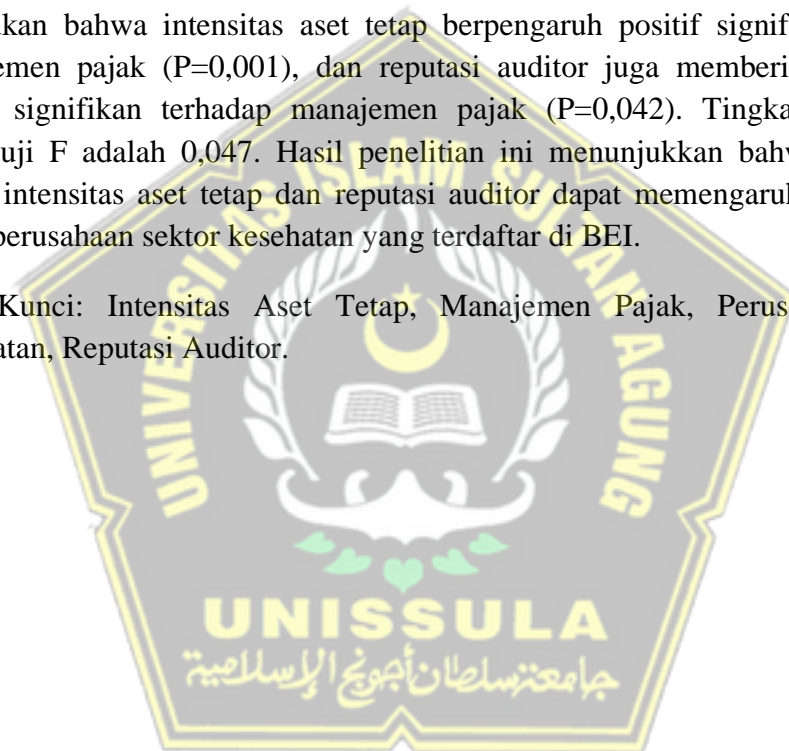 ukan bahwa intensitas aset tetap berpengaruh positif signif
emen pajak (P=0,001), dan reputasi auditor juga memberi
signifikan terhadap manajemen pajak (P=0,042). Tingka
uji F adalah 0,047. Hasil penelitian ini menunjukkan bahw
intensitas aset tetap dan reputasi auditor dapat memengaruh
perusahaan sektor kesehatan yang terdaftar di BEI.
Kunci: Intensitas Aset Tetap, Manajemen Pajak, Perus
atan, Reputasi Auditor.
UNIVERSITAS ISLAM SULTAN AGUNG
UNISSULA
جامعة سلطان أجونج الإسلامية